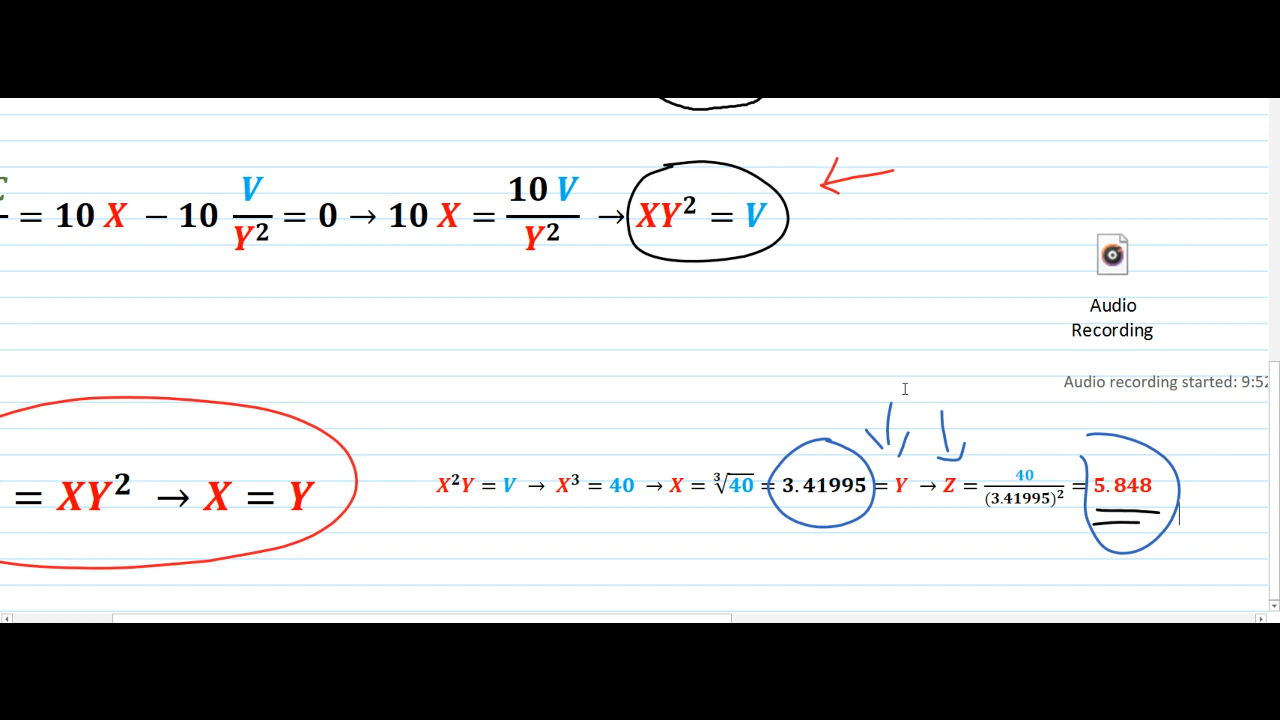 = 10 X − 10 V/Y² = 0 → 10 X = 10 V/Y² → XY² = V
Audio
Recording
Audio recording started: 9:52
= XY² → X = Y
X²Y = V → X³ = 40 → X = ∛40 = 3.41995 = Y → Z = 40/(3.41995)² = 5.848